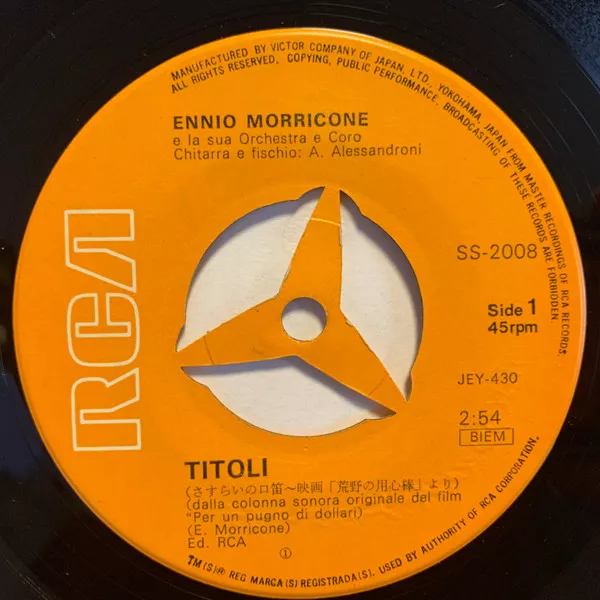 MANUFACTURED BY VICTOR COMPANY OF JAPAN, LTD., YOKOHAMA, JAPAN FROM MASTER RECORDINGS OF RCA RECORDS.
ALL RIGHTS RESERVED. COPYING, PUBLIC PERFORMANCE, BROADCASTING OF THESE RECORDS ARE FORBIDDEN.
ENNIO MORRICONE
e la sua Orchestra e Coro
Chitarra e fischio: A. Alessandroni
RCA
SS-2008
Side 1
45rpm
JEY-430
2:54
BIEM
TITOLI
(さすらいの口笛〜映画「荒野の用心棒」より)
(dalla colonna sonora originale del film
"Per un pugno di dollari)
(E. Morricone)
Ed. RCA
①
TM(S)® REG. MARCA(S) REGISTRADA(S). USED BY AUTHORITY OF RCA CORPORATION.